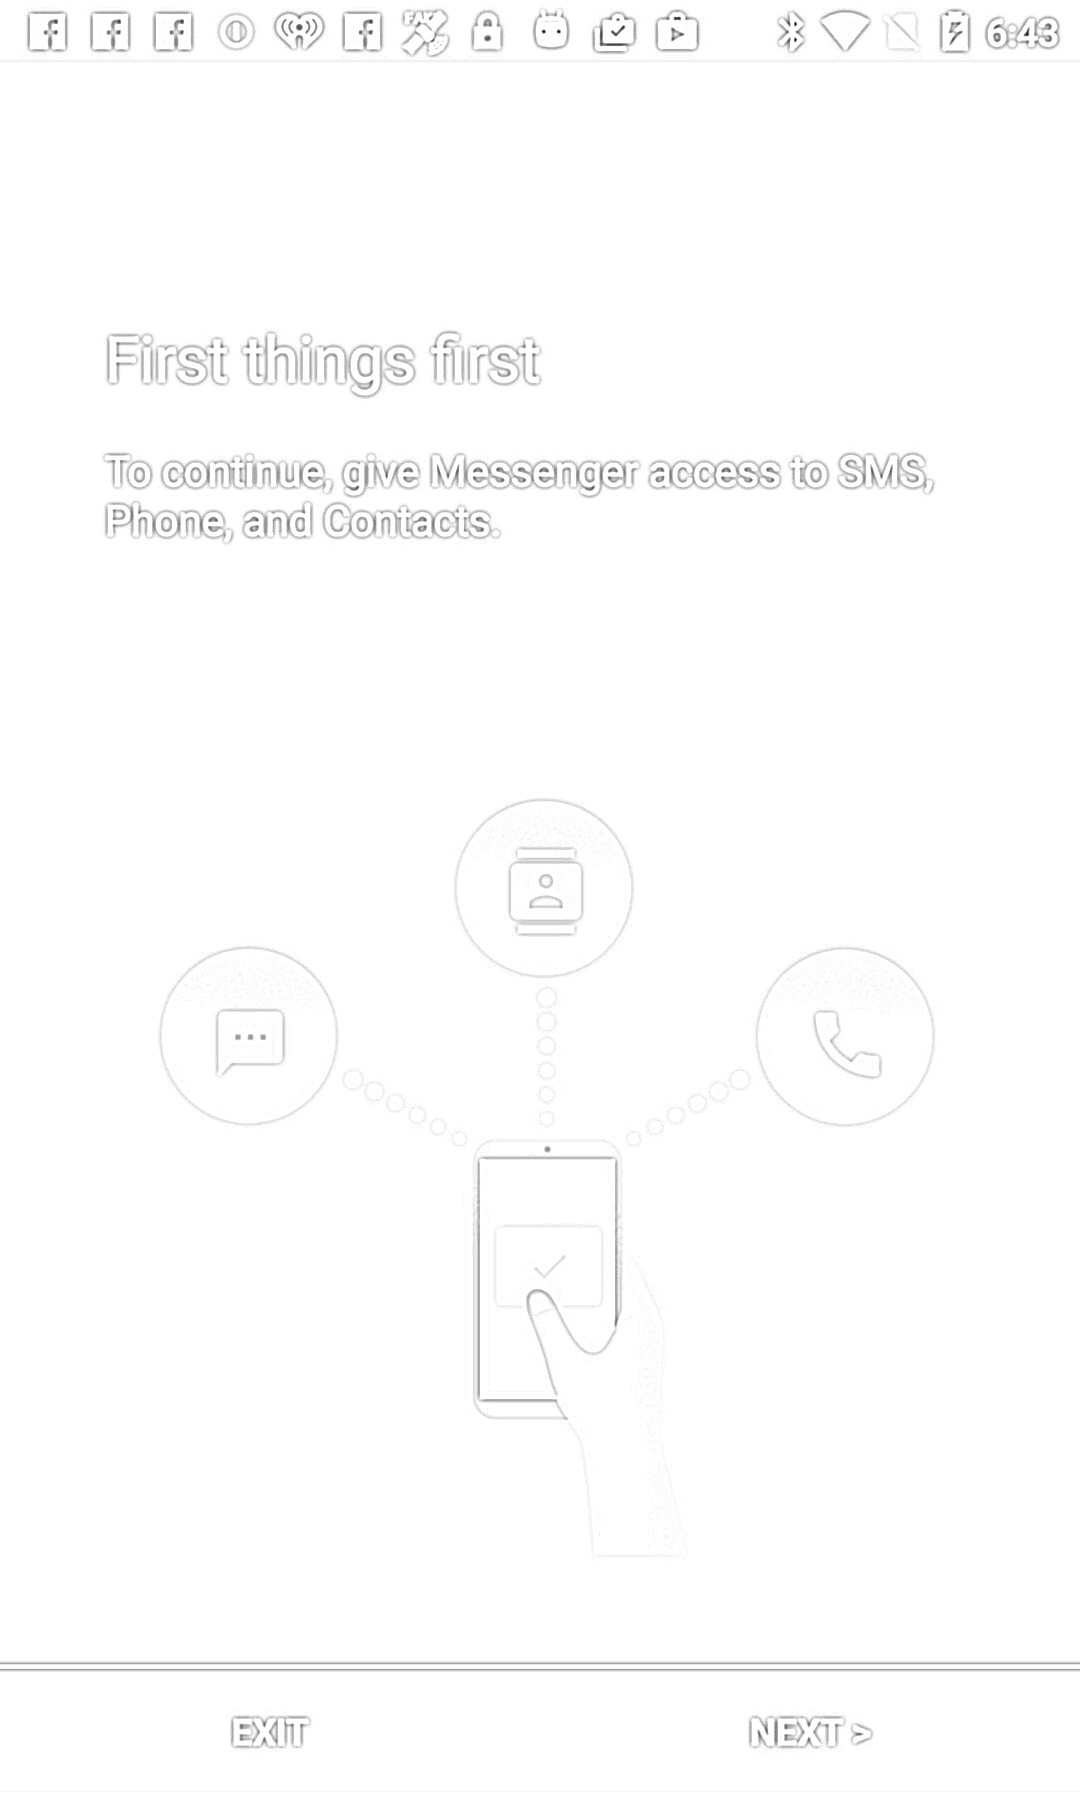 6:43
First things first
To continue, give Messenger access to SMS,
Phone, and Contacts.
EXIT
NEXT >